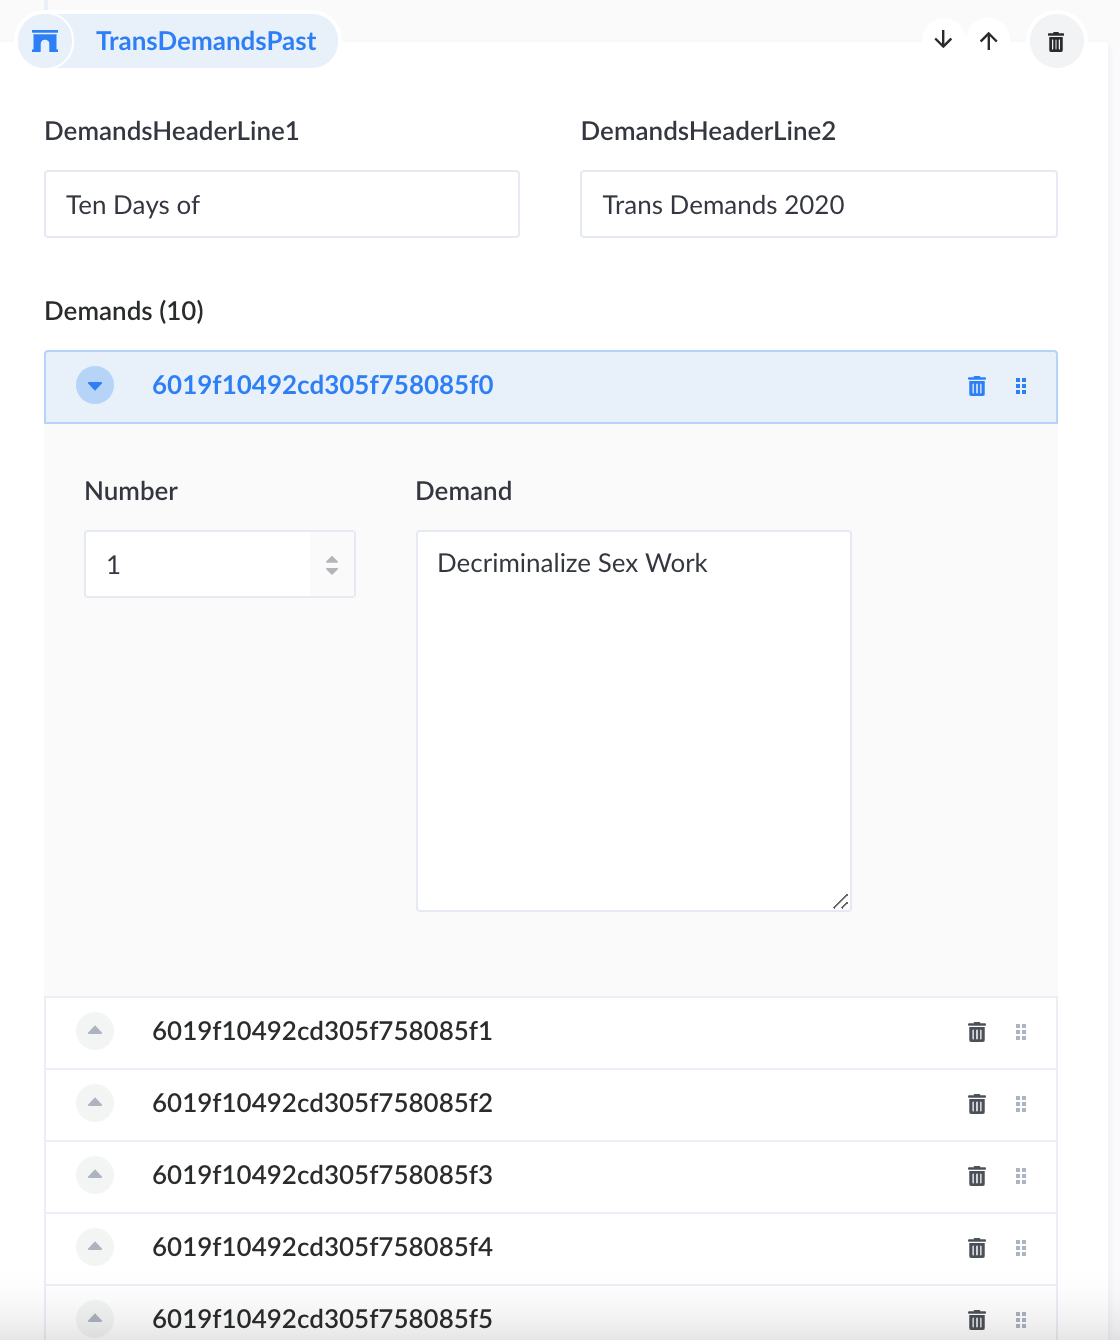 TransDemandsPast
DemandsHeaderLine1
DemandsHeaderLine2
Ten Days of
Trans Demands 2020
Demands (10)
6019f10492cd305f758085f0
Number
Demand
1
Decriminalize Sex Work
6019f10492cd305f758085f1
6019f10492cd305f758085f2
6019f10492cd305f758085f3
6019f10492cd305f758085f4
6019f10492cd305f758085f5